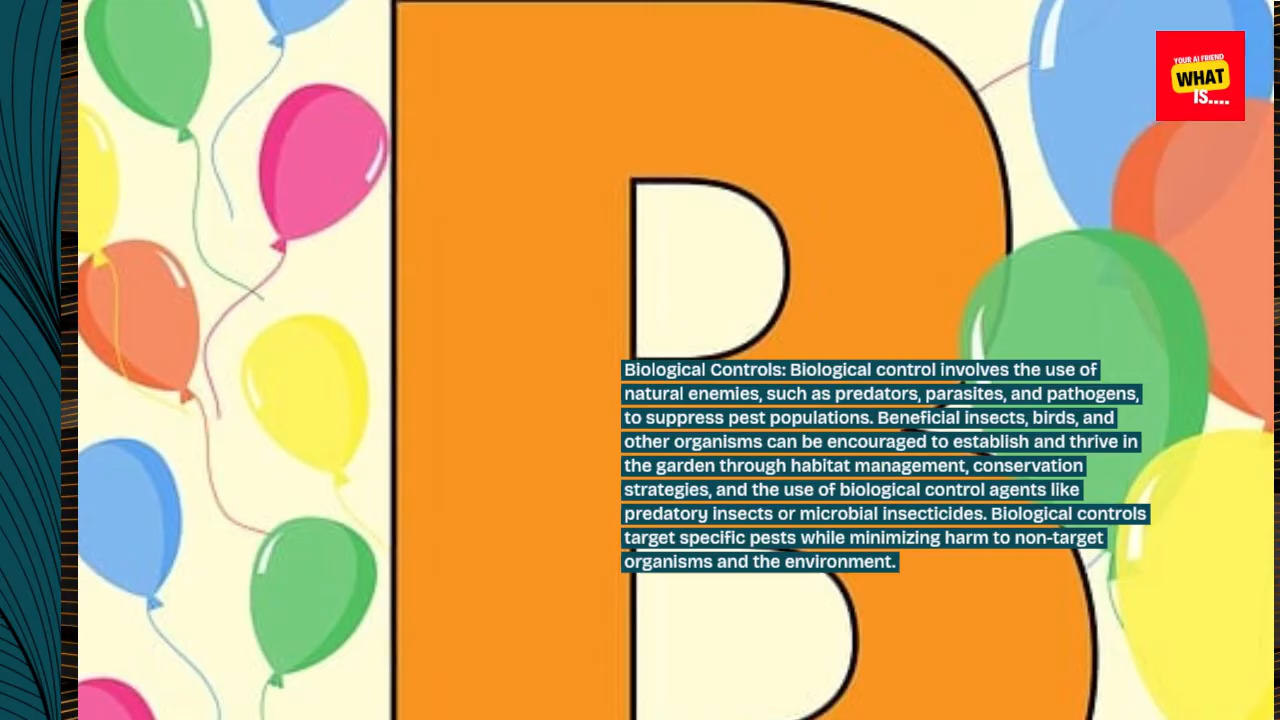 B
YOUR AI FRIEND
WHAT
IS....
Biological Controls: Biological control involves the use of
natural enemies, such as predators, parasites, and pathogens,
to suppress pest populations. Beneficial insects, birds, and
other organisms can be encouraged to establish and thrive in
the garden through habitat management, conservation
strategies, and the use of biological control agents like
predatory insects or microbial insecticides. Biological controls
target specific pests while minimizing harm to non-target
organisms and the environment.